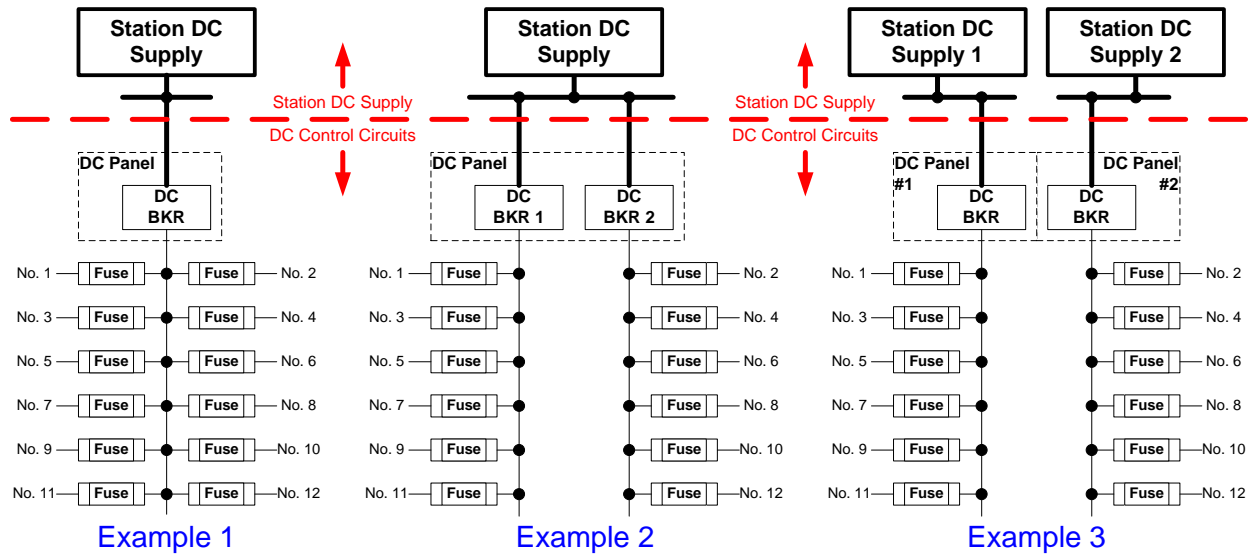 Station DC
Supply
Station DC
Supply
Station DC
Supply 1
Station DC
Supply 2
Station DC Supply
DC Control Circuits
Station DC Supply
DC Control Circuits
DC Panel
DC
BKR
DC Panel
DC
BKR 1
DC
BKR 2
DC Panel
#1
DC
BKR
DC Panel
#2
DC
BKR
No. 1 Fuse Fuse No. 2
No. 3 Fuse Fuse No. 4
No. 5 Fuse Fuse No. 6
No. 7 Fuse Fuse No. 8
No. 9 Fuse Fuse No. 10
No. 11 Fuse Fuse No. 12
Example 1
No. 1 Fuse Fuse No. 2
No. 3 Fuse Fuse No. 4
No. 5 Fuse Fuse No. 6
No. 7 Fuse Fuse No. 8
No. 9 Fuse Fuse No. 10
No. 11 Fuse Fuse No. 12
Example 2
No. 1 Fuse Fuse No. 2
No. 3 Fuse Fuse No. 4
No. 5 Fuse Fuse No. 6
No. 7 Fuse Fuse No. 8
No. 9 Fuse Fuse No. 10
No. 11 Fuse Fuse No. 12
Example 3